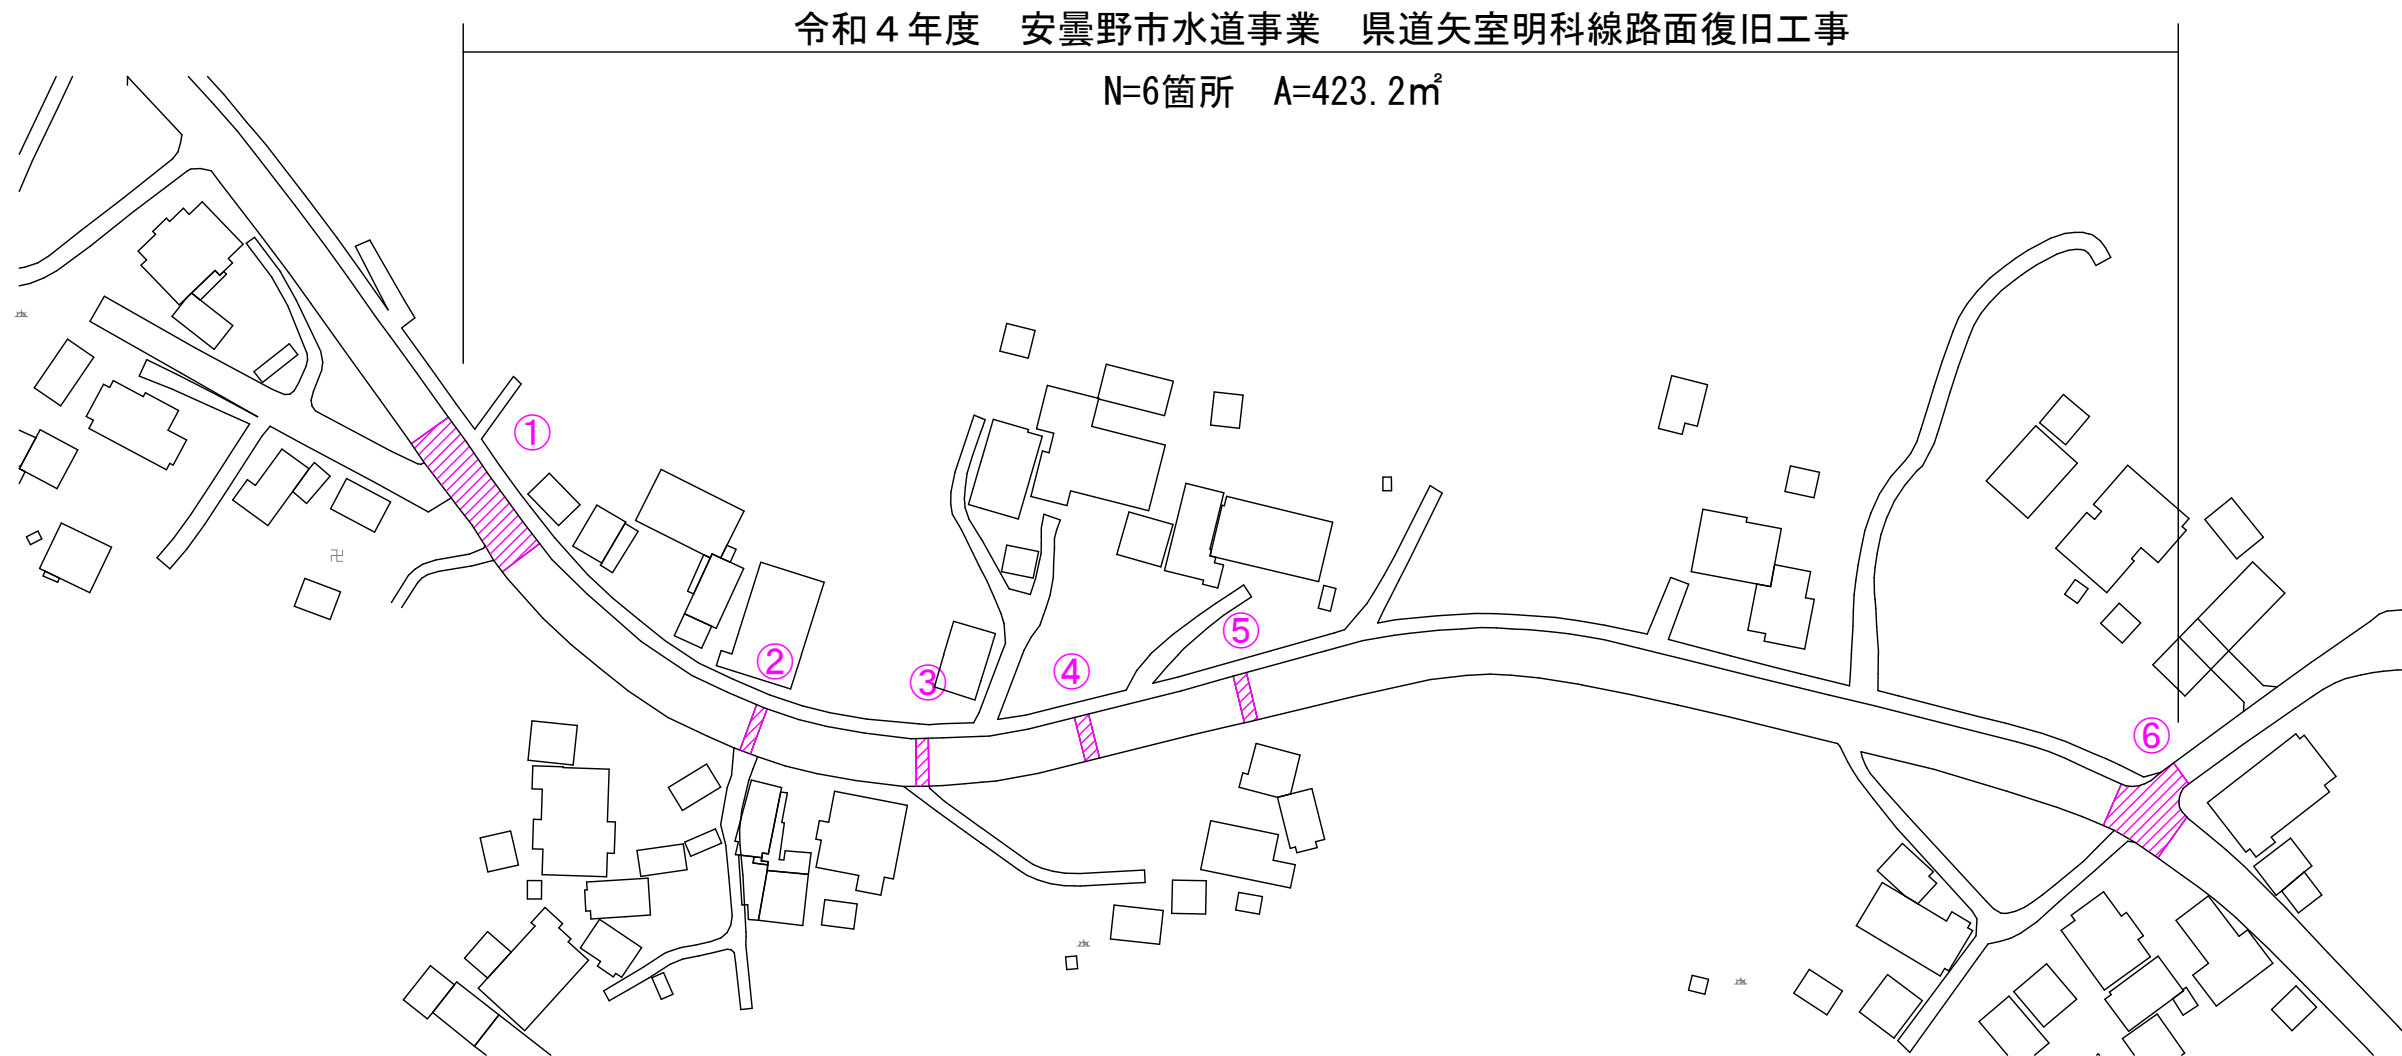 令和４年度　安曇野市水道事業　県道矢室明科線路面復旧工事
N=6箇所　A=423.2㎡
①
②
③
④
⑤
⑥
卍